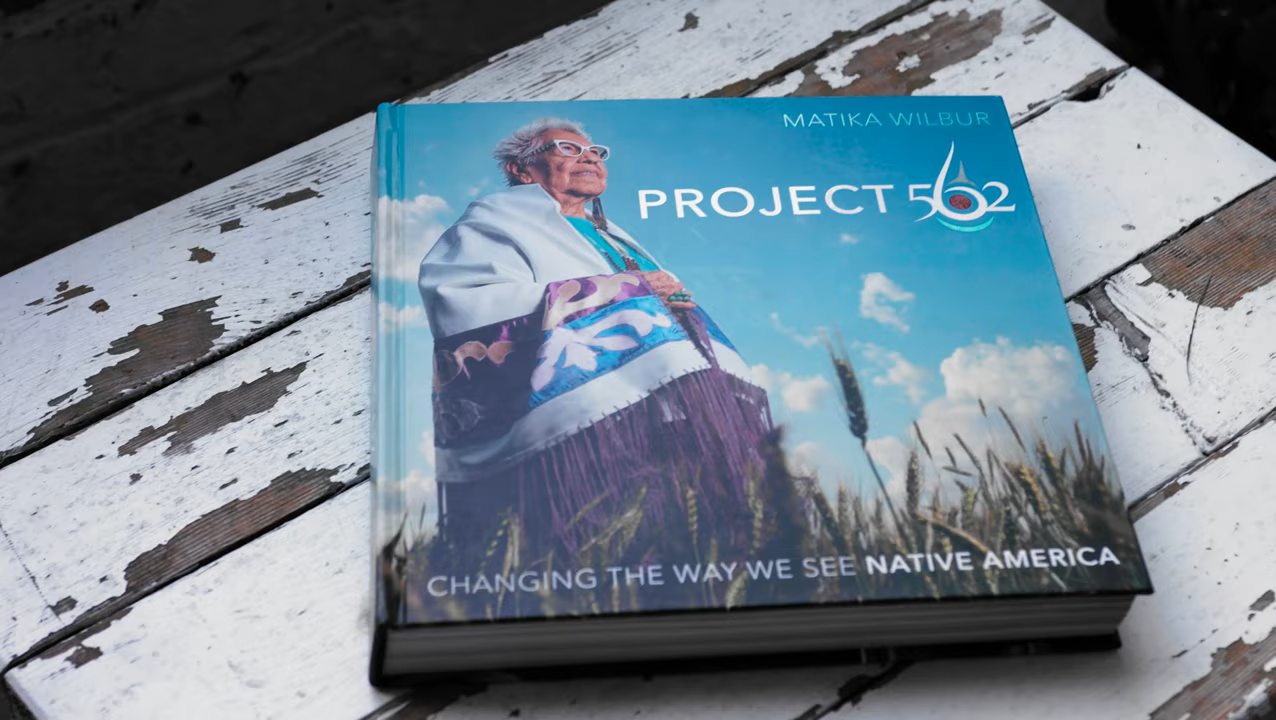 MATIKA WILBUR
PROJECT 562
CHANGING THE WAY WE SEE NATIVE AMERICA